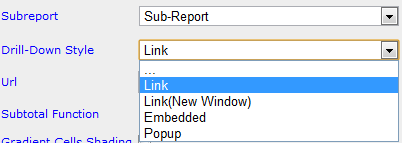 Subreport Sub-Report
Drill-Down Style Link
...
Url Link
Link(New Window)
Subtotal Function Embedded
Popup
Gradient Cells Shading